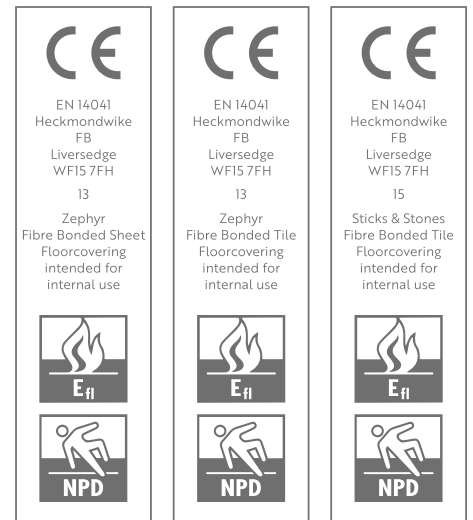 CE
EN 14041
Heckmondwike
FB
Liversedge
WF15 7FH
13
Zephyr
Fibre Bonded Sheet
Floorcovering
intended for
internal use
Efl
NPD
CE
EN 14041
Heckmondwike
FB
Liversedge
WF15 7FH
13
Zephyr
Fibre Bonded Tile
Floorcovering
intended for
internal use
Efl
NPD
CE
EN 14041
Heckmondwike
FB
Liversedge
WF15 7FH
15
Sticks & Stones
Fibre Bonded Tile
Floorcovering
intended for
internal use
Efl
NPD